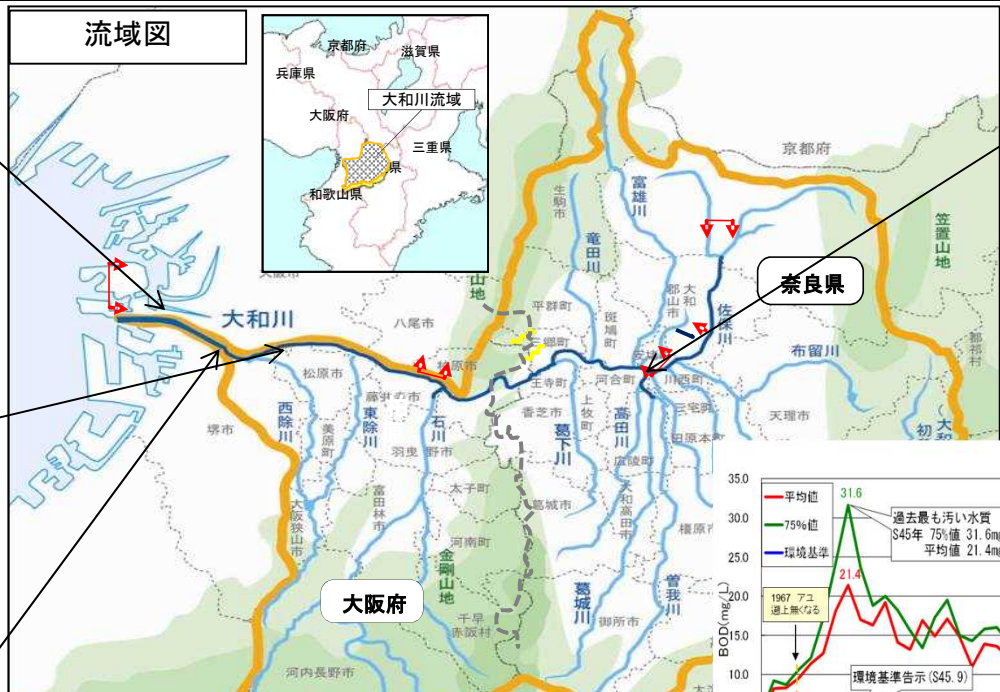 流域図
京都府
滋賀県
兵庫県
大和川流域
大阪府
三重県
県
和歌山県
京都府
生駒市
富雄川
竜田川
笠置山地
奈良県
大和川
八尾市
山地
平群町
三郷町
斑鳩町
大和
郡山市
佐保川
布留川
都祁村
松原市
王寺町
河合町
川西町
三宅町
天理市
西除川
東除川
石川
香芝市
上牧町
葛下川
高田川
田原本町
広陵町
堺市
美原町
羽曳野市
太子町
富田林市
大阪狭山市
河南町
金剛山地
葛城市
大和高田市
橿原市
大阪府
千早
赤阪村
葛城川
曽我川
御所市
河内長野市
35.0
30.0
25.0
20.0
15.0
10.0
BOD(mg/L)
平均値
75%値
環境基準
31.6
21.4
過去最も汚い水質
S45年 75%値 31.6mg
平均値 21.4mg
1967 アユ
遡上無くなる
環境基準告示(S45.9)